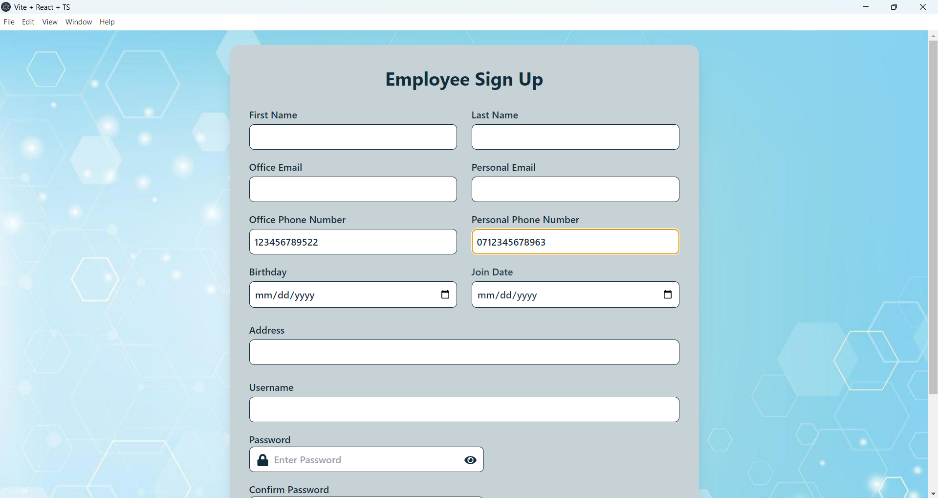 Vite + React + TS
File Edit View Window Help
Employee Sign Up
First Name Last Name
Office Email Personal Email
Office Phone Number Personal Phone Number
123456789522 0712345678963
Birthday Join Date
mm/dd/yyyy mm/dd/yyyy
Address
Username
Password
Enter Password
Confirm Password